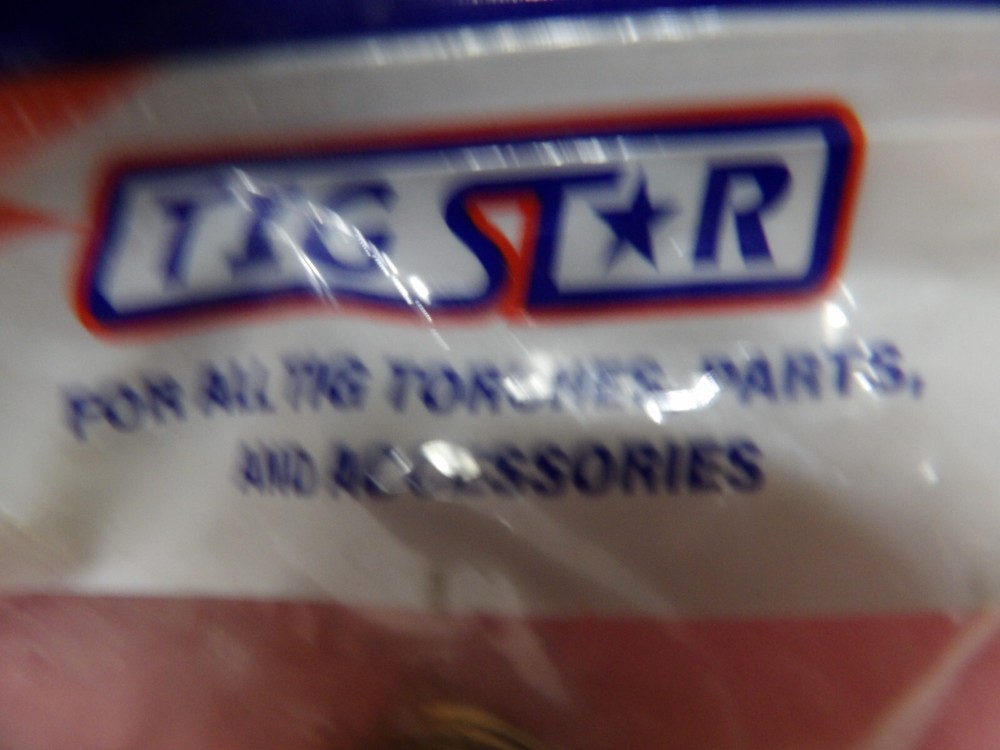 TIG STAR
FOR ALL TIG TORCHES, PARTS,
AND ACCESSORIES